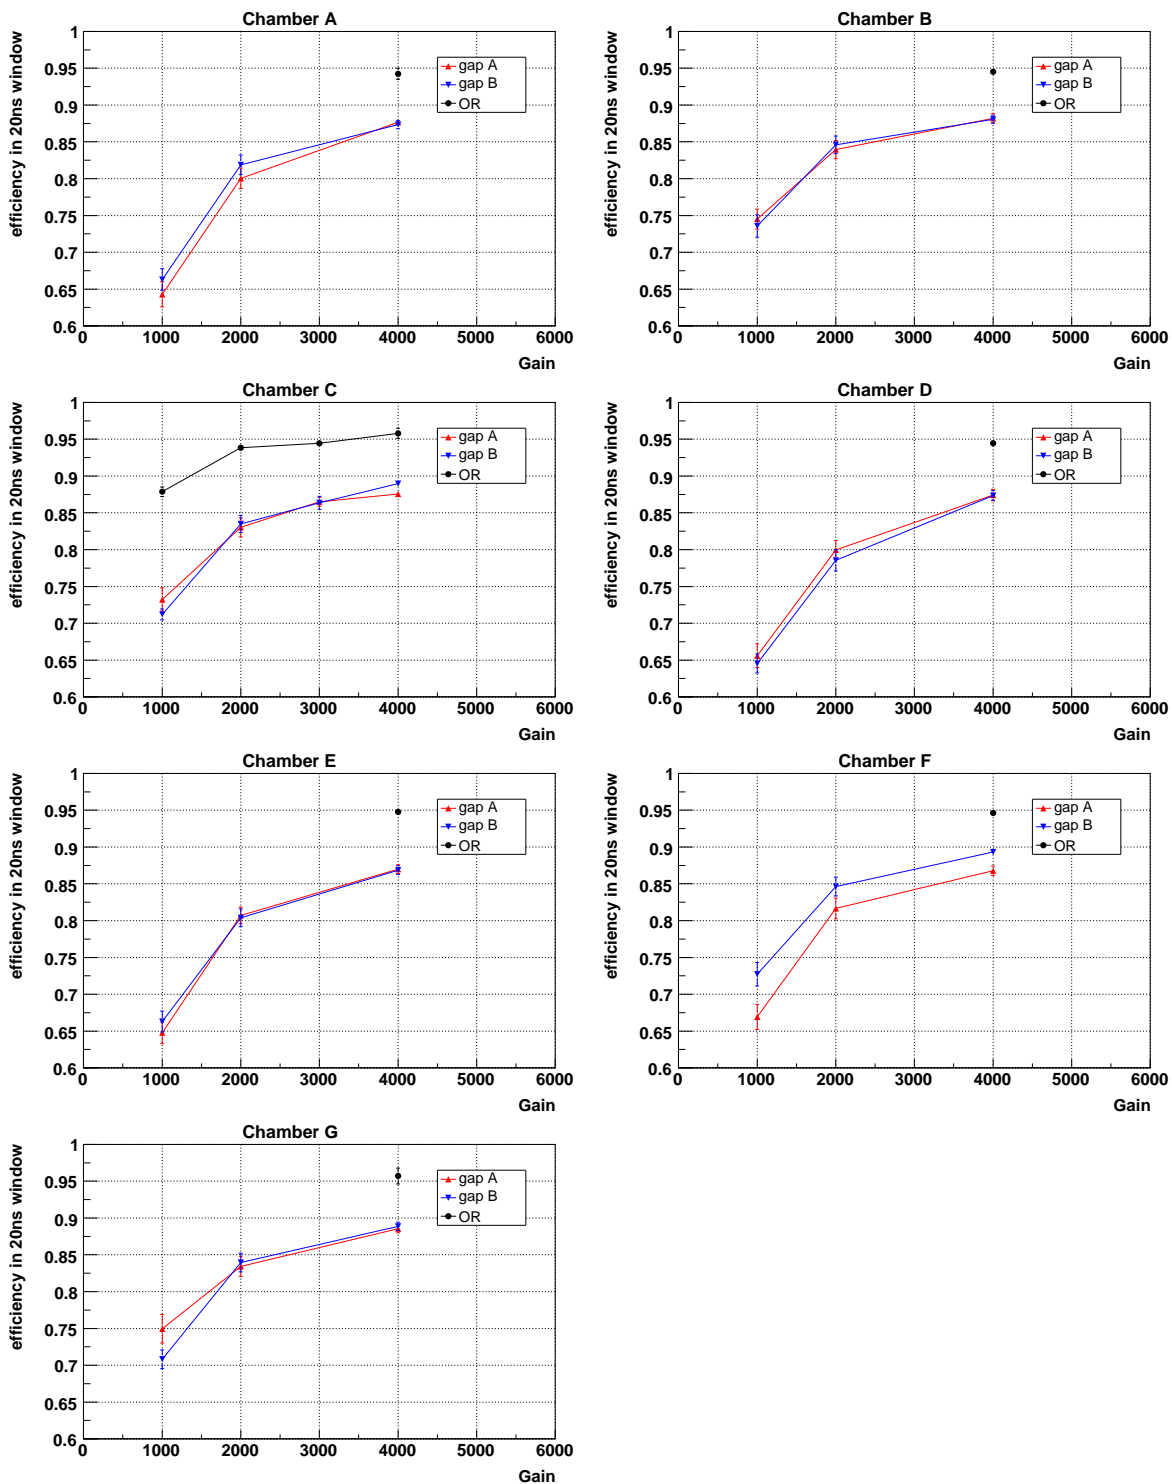 Chamber A
efficiency in 20ns window
1
0.95
0.9
0.85
0.8
0.75
0.7
0.65
0.6
0 1000 2000 3000 4000 5000 6000
Gain
gap A
gap B
OR
Chamber B
efficiency in 20ns window
1
0.95
0.9
0.85
0.8
0.75
0.7
0.65
0.6
0 1000 2000 3000 4000 5000 6000
Gain
gap A
gap B
OR
Chamber C
efficiency in 20ns window
1
0.95
0.9
0.85
0.8
0.75
0.7
0.65
0.6
0 1000 2000 3000 4000 5000 6000
Gain
gap A
gap B
OR
Chamber D
efficiency in 20ns window
1
0.95
0.9
0.85
0.8
0.75
0.7
0.65
0.6
0 1000 2000 3000 4000 5000 6000
Gain
gap A
gap B
OR
Chamber E
efficiency in 20ns window
1
0.95
0.9
0.85
0.8
0.75
0.7
0.65
0.6
0 1000 2000 3000 4000 5000 6000
Gain
gap A
gap B
OR
Chamber F
efficiency in 20ns window
1
0.95
0.9
0.85
0.8
0.75
0.7
0.65
0.6
0 1000 2000 3000 4000 5000 6000
Gain
gap A
gap B
OR
Chamber G
efficiency in 20ns window
1
0.95
0.9
0.85
0.8
0.75
0.7
0.65
0.6
0 1000 2000 3000 4000 5000 6000
Gain
gap A
gap B
OR